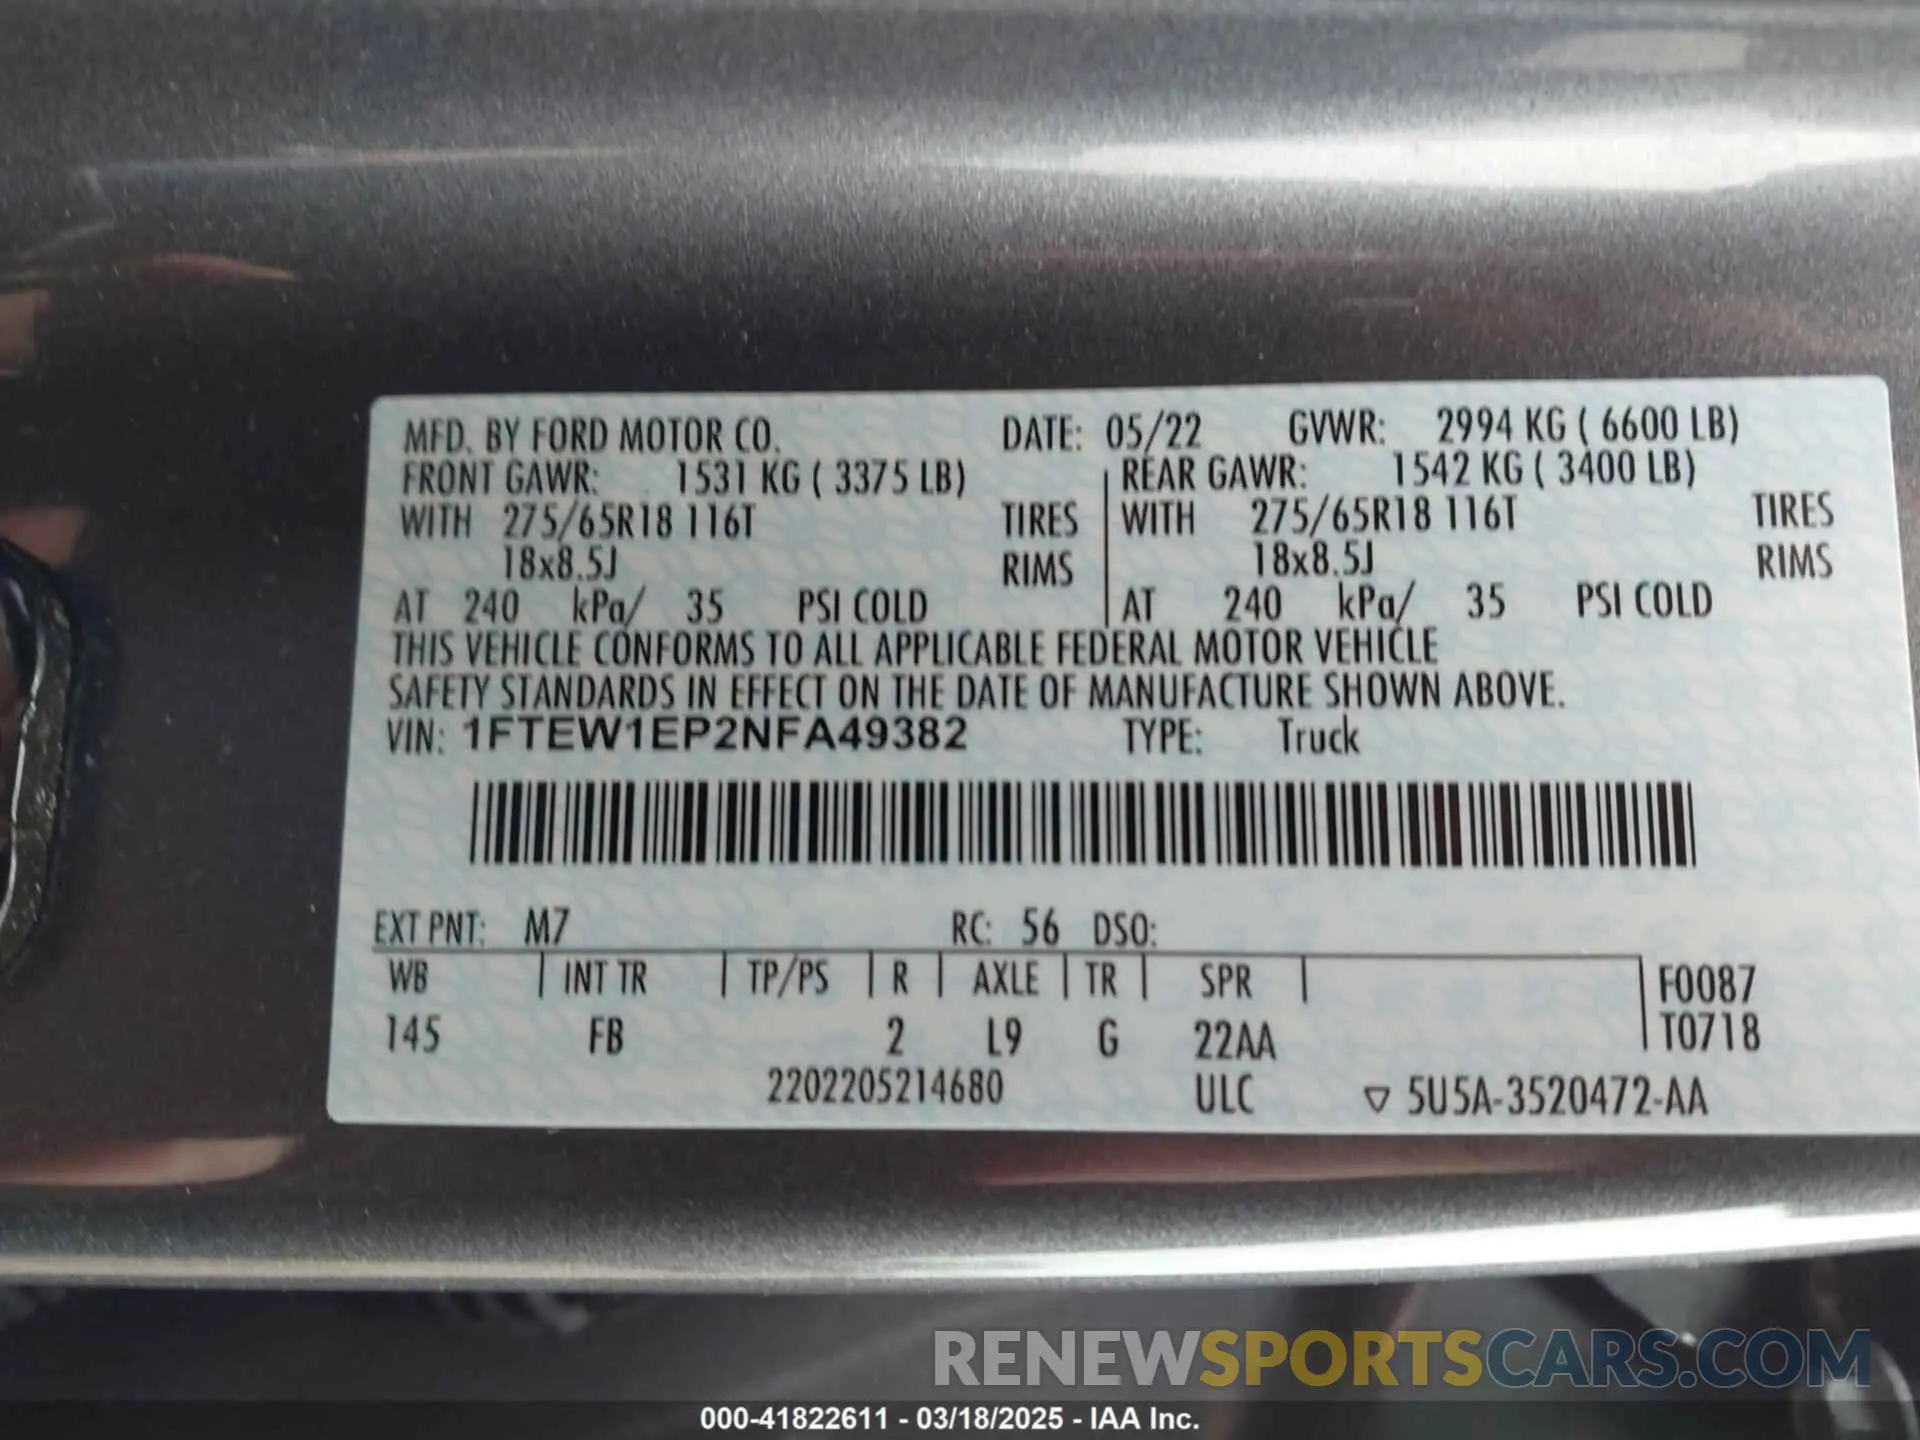 MFD. BY FORD MOTOR CO. DATE: 05/22 GVWR: 2994 KG ( 6600 LB)
FRONT GAWR: 1531 KG ( 3375 LB) REAR GAWR: 1542 KG ( 3400 LB)
WITH 275/65R18 116T TIRES WITH 275/65R18 116T TIRES
18x8.5J RIMS 18x8.5J RIMS
AT 240 kPa/ 35 PSI COLD AT 240 kPa/ 35 PSI COLD
THIS VEHICLE CONFORMS TO ALL APPLICABLE FEDERAL MOTOR VEHICLE
SAFETY STANDARDS IN EFFECT ON THE DATE OF MANUFACTURE SHOWN ABOVE.
VIN: 1FTEW1EP2NFA49382 TYPE: Truck
EXT PNT: M7 RC: 56 DSO:
WB INT TR TP/PS R AXLE TR SPR F0087
145 FB 2 L9 G 22AA T0718
2202205214680 ULC ▽ 5U5A-3520472-AA
RENEWSPORTSCARS.COM
000-41822611 - 03/18/2025 - IAA Inc.